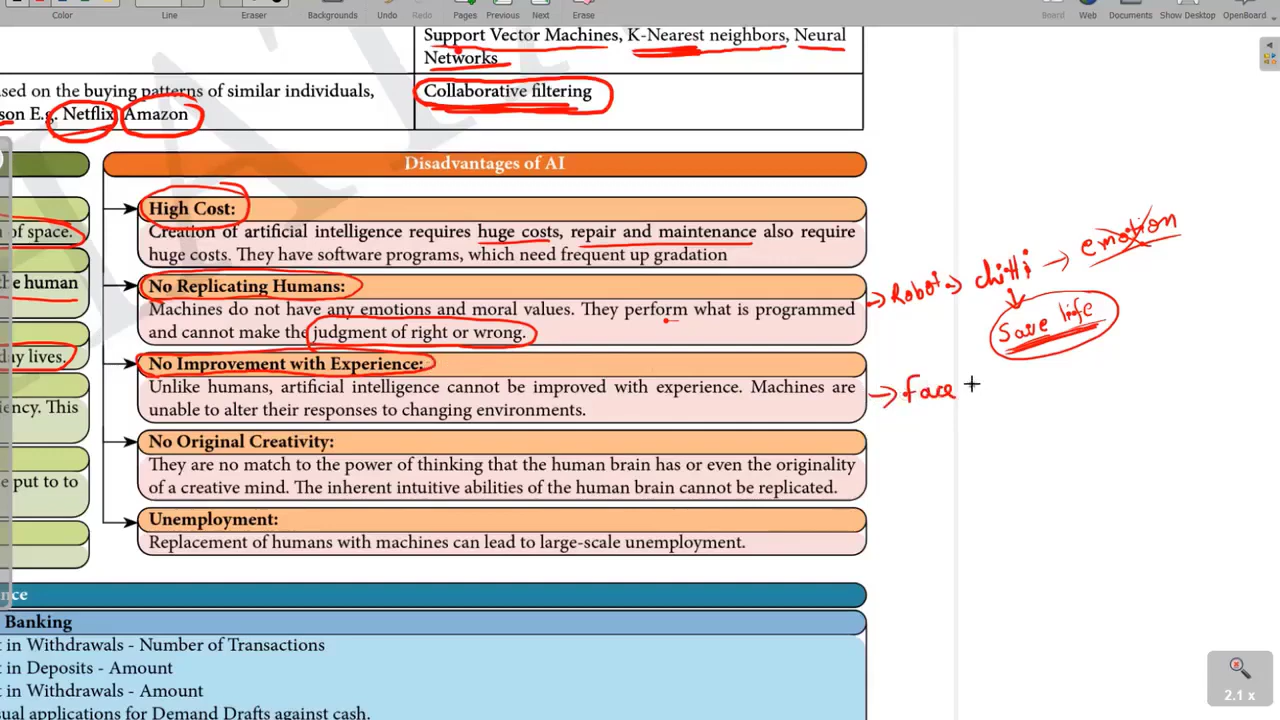 Color Line Eraser Backgrounds Undo Redo Pages Previous Next Erase Board Web Documents Show Desktop OpenBoard
Support Vector Machines, K-Nearest neighbors, Neural
Networks
sed on the buying patterns of similar individuals,
son E.g. Netflix Amazon
Collaborative filtering
n of space.
e human
ay lives.
iency. This
e put to to
Disadvantages of AI
High Cost:
Creation of artificial intelligence requires huge costs, repair and maintenance also require
huge costs. They have software programs, which need frequent up gradation
No Replicating Humans:
Machines do not have any emotions and moral values. They perform what is programmed
and cannot make the judgment of right or wrong.
No Improvement with Experience:
Unlike humans, artificial intelligence cannot be improved with experience. Machines are
unable to alter their responses to changing environments.
No Original Creativity:
They are no match to the power of thinking that the human brain has or even the originality
of a creative mind. The inherent intuitive abilities of the human brain cannot be replicated.
Unemployment:
Replacement of humans with machines can lead to large-scale unemployment.
→ Robot → chitti → emotion
Save life
→ Face
nce
Banking
t in Withdrawals - Number of Transactions
t in Deposits - Amount
t in Withdrawals - Amount
sual applications for Demand Drafts against cash.
2.1 x